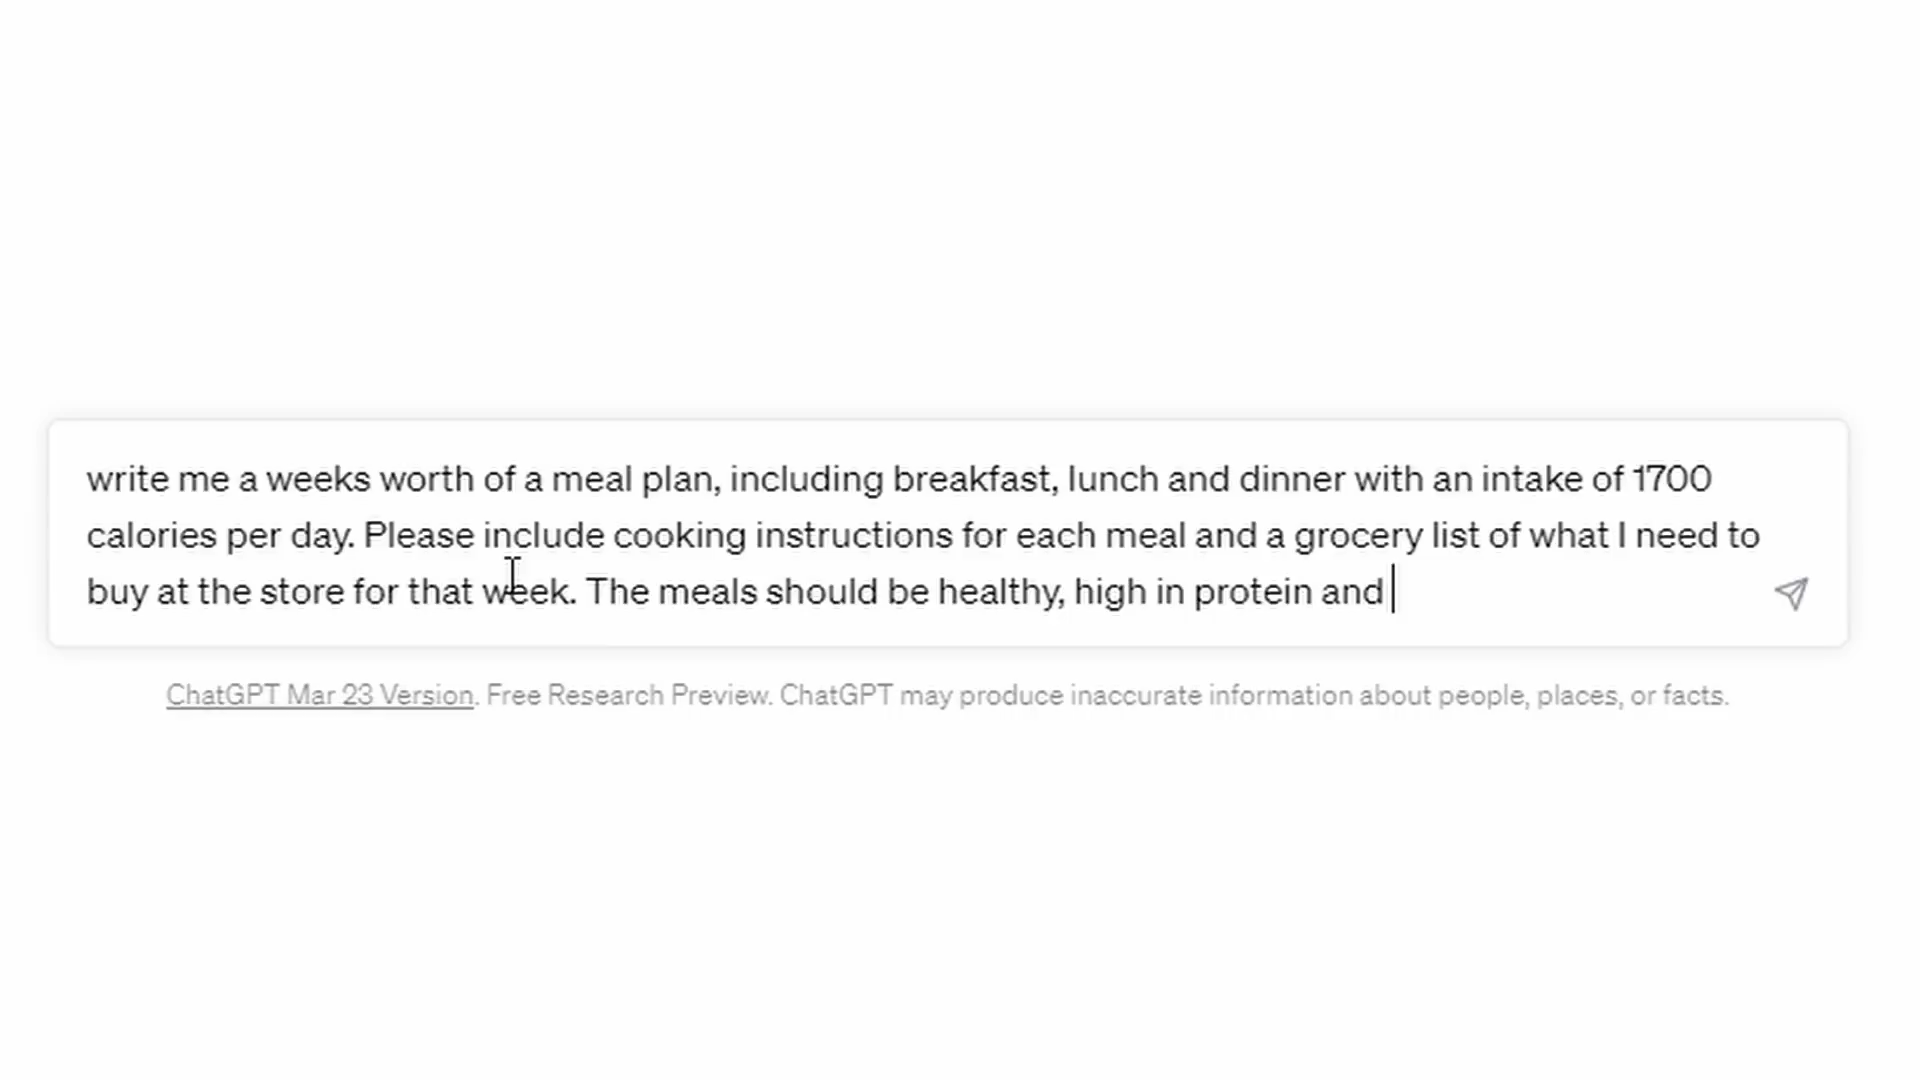 write me a weeks worth of a meal plan, including breakfast, lunch and dinner with an intake of 1700
calories per day. Please include cooking instructions for each meal and a grocery list of what I need to
buy at the store for that week. The meals should be healthy, high in protein and
ChatGPT Mar 23 Version. Free Research Preview. ChatGPT may produce inaccurate information about people, places, or facts.